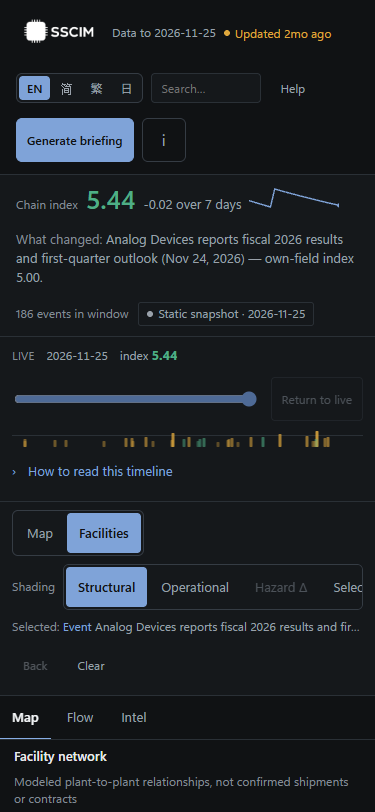 SSCIM Data to 2026-11-25 Updated 2mo ago
EN 简 繁 日 Search... Help
Generate briefing i
Chain index 5.44 -0.02 over 7 days
What changed: Analog Devices reports fiscal 2026 results
and first-quarter outlook (Nov 24, 2026) — own-field index
5.00.
186 events in window Static snapshot · 2026-11-25
LIVE 2026-11-25 index 5.44
Return to live
› How to read this timeline
Map Facilities
Shading Structural Operational Hazard Δ Selec
Selected: Event Analog Devices reports fiscal 2026 results and fir...
Back Clear
Map Flow Intel
Facility network
Modeled plant-to-plant relationships, not confirmed shipments
or contracts